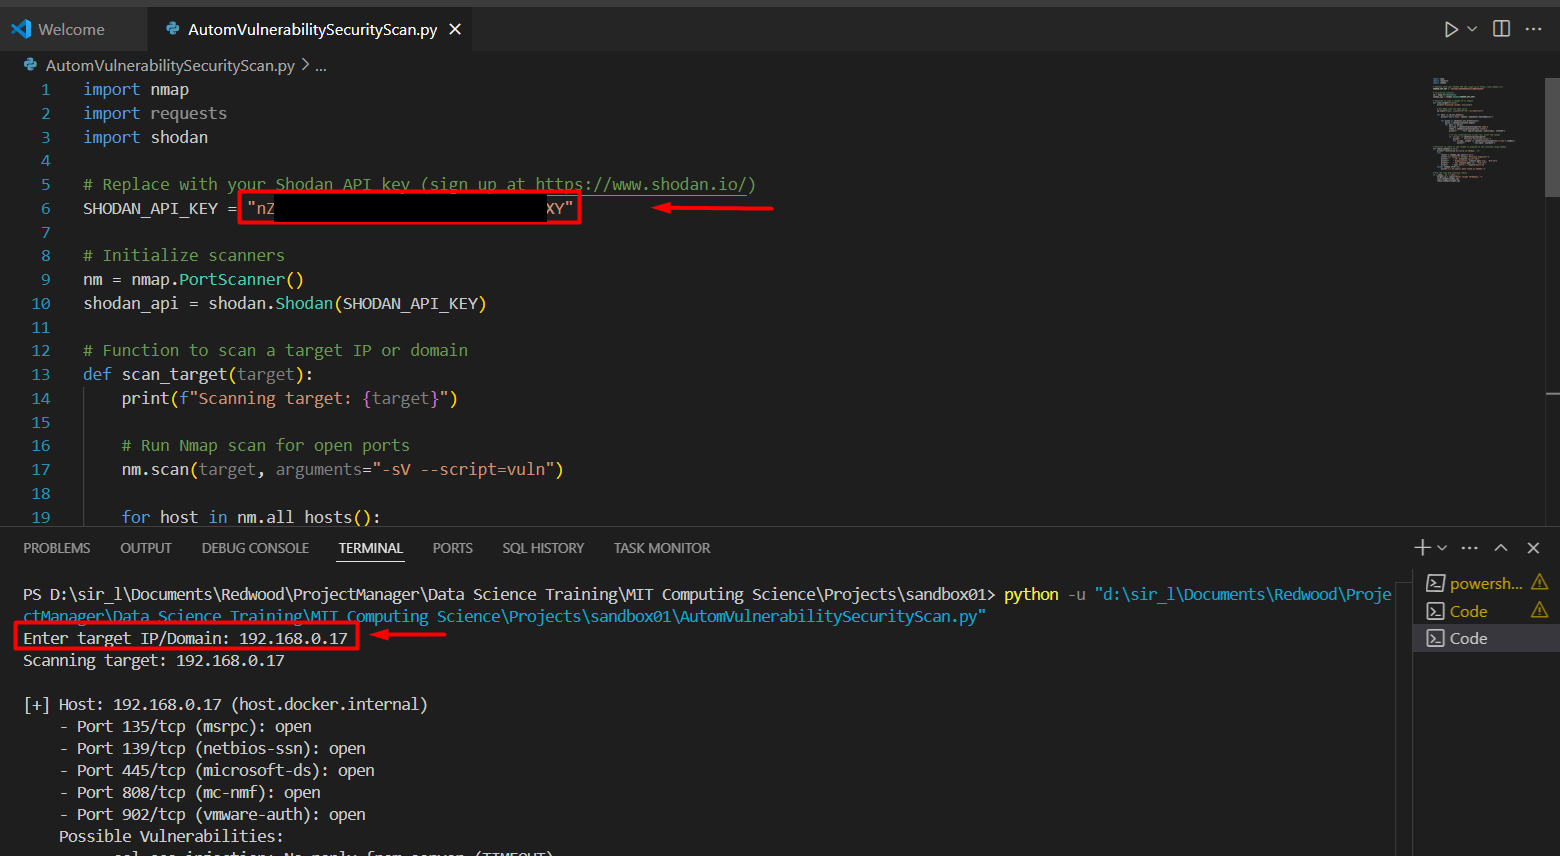 Welcome
AutomVulnerabilitySecurityScan.py
AutomVulnerabilitySecurityScan.py > ...
1 import nmap
2 import requests
3 import shodan
4
5 # Replace with your Shodan API key (sign up at https://www.shodan.io/)
6 SHODAN_API_KEY = "nZ XY"
7
8 # Initialize scanners
9 nm = nmap.PortScanner()
10 shodan_api = shodan.Shodan(SHODAN_API_KEY)
11
12 # Function to scan a target IP or domain
13 def scan_target(target):
14 print(f"Scanning target: {target}")
15
16 # Run Nmap scan for open ports
17 nm.scan(target, arguments="-sV --script=vuln")
18
19 for host in nm.all_hosts():
PROBLEMS OUTPUT DEBUG CONSOLE TERMINAL PORTS SQL HISTORY TASK MONITOR
PS D:\sir_l\Documents\Redwood\ProjectManager\Data Science Training\MIT Computing Science\Projects\sandbox01> python -u "d:\sir_l\Documents\Redwood\Proje
ctManager\Data Science Training\MIT Computing Science\Projects\sandbox01\AutomVulnerabilitySecurityScan.py"
Enter target IP/Domain: 192.168.0.17
Scanning target: 192.168.0.17
[+] Host: 192.168.0.17 (host.docker.internal)
- Port 135/tcp (msrpc): open
- Port 139/tcp (netbios-ssn): open
- Port 445/tcp (microsoft-ds): open
- Port 808/tcp (mc-nmf): open
- Port 902/tcp (vmware-auth): open
Possible Vulnerabilities:
powersh...
Code
Code